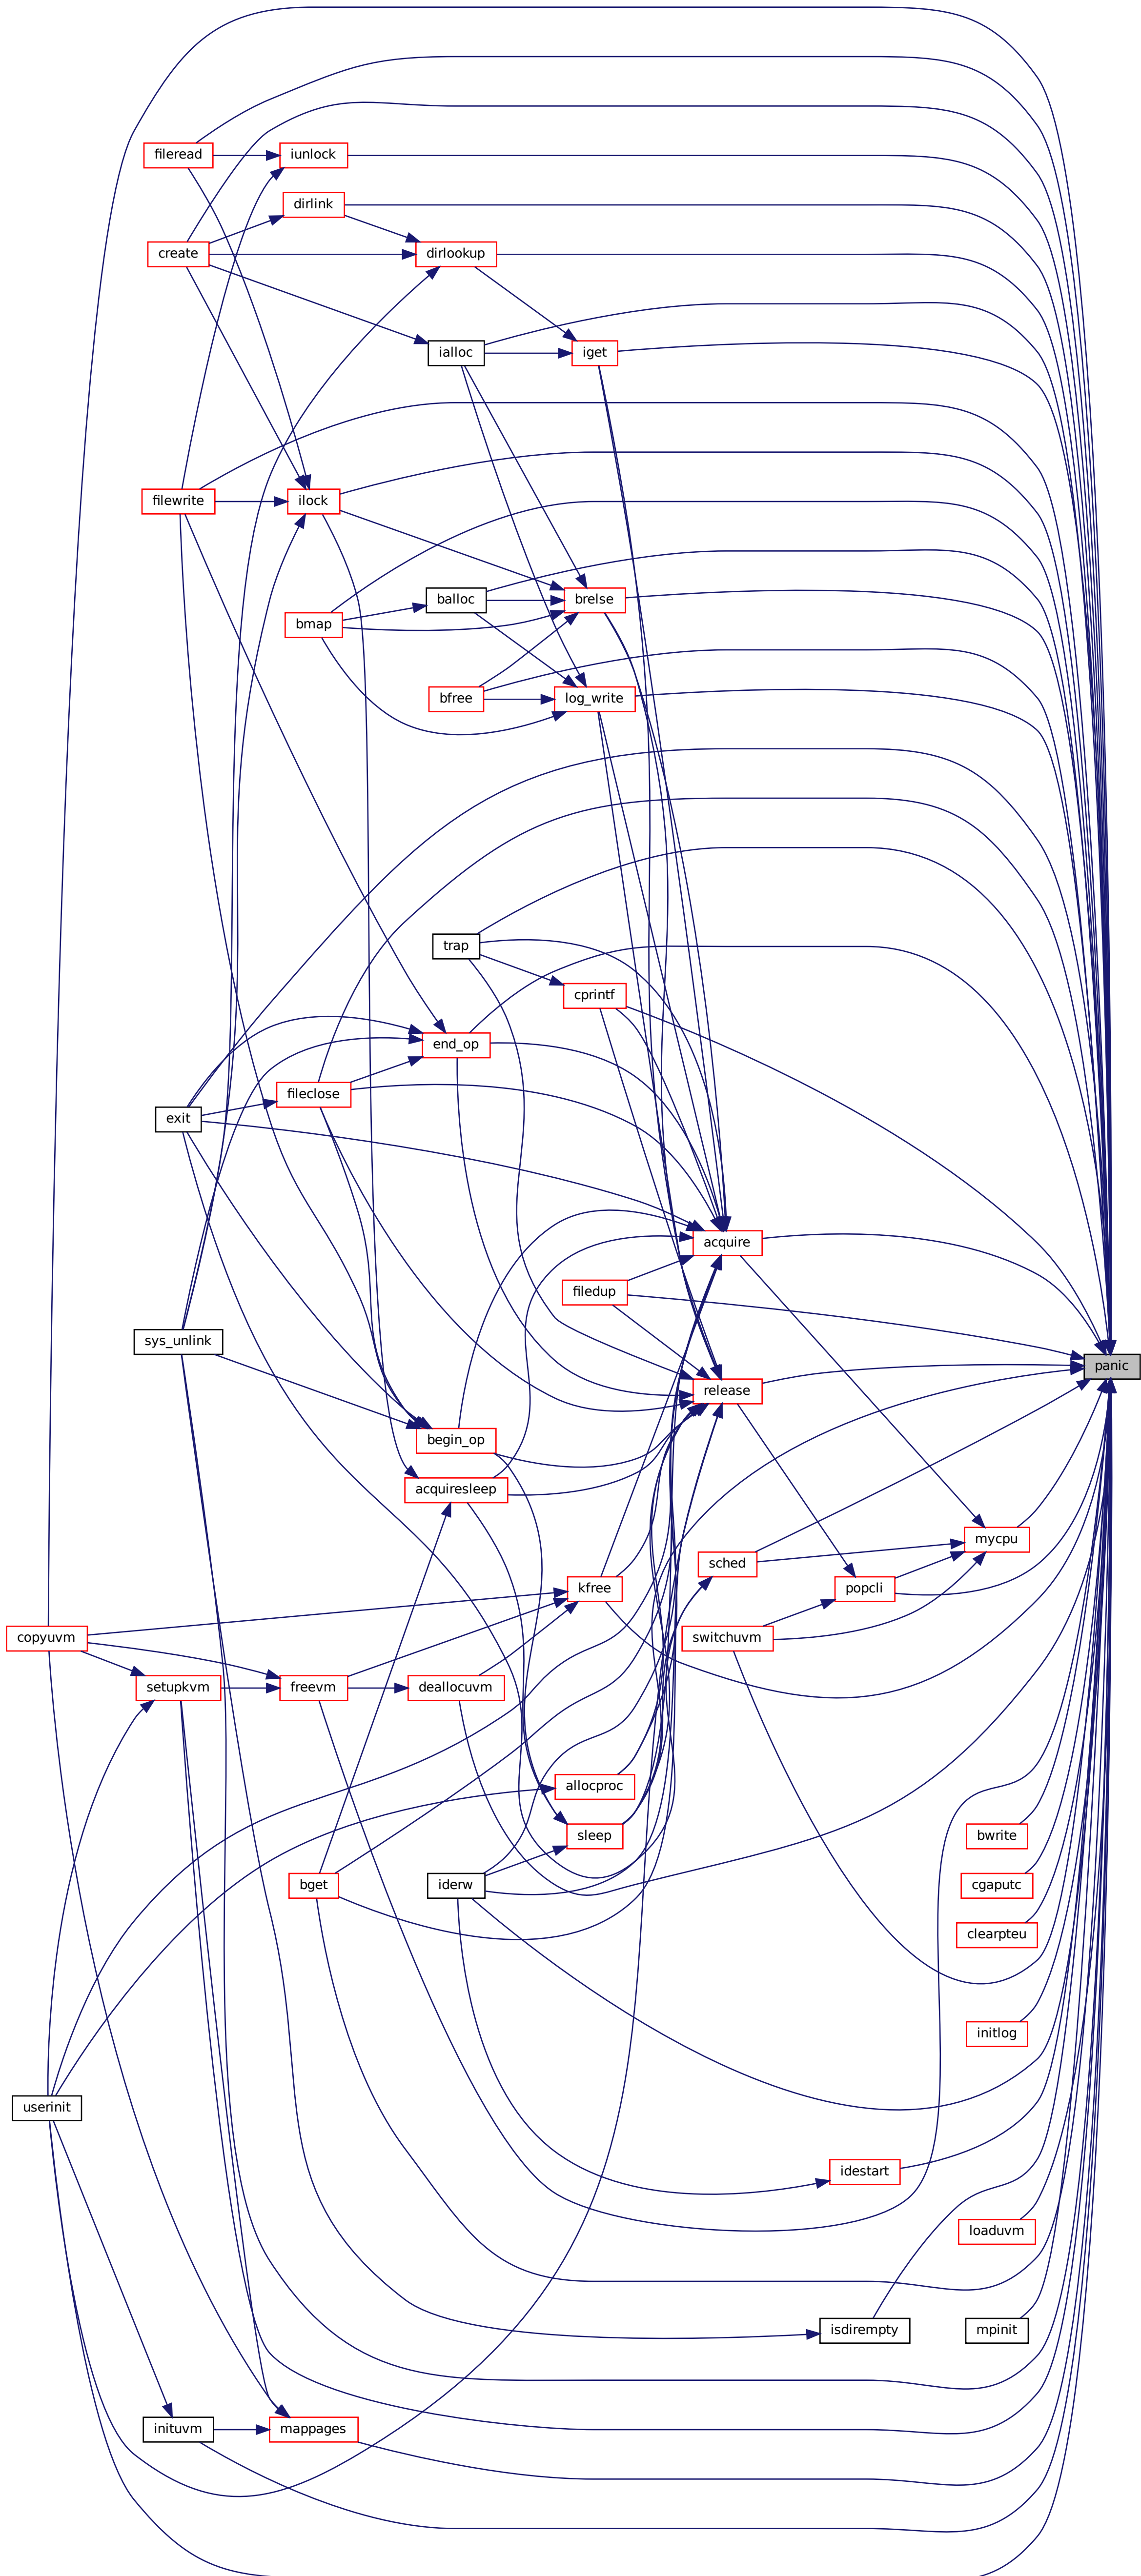 fileread
iunlock
dirlink
create
dirlookup
ialloc
iget
filewrite
ilock
balloc
brelse
bmap
bfree
log_write
trap
cprintf
end_op
fileclose
exit
acquire
filedup
sys_unlink
panic
release
begin_op
acquiresleep
mycpu
sched
kfree
popcli
copyuvm
switchuvm
setupkvm
freevm
deallocuvm
allocproc
sleep
bwrite
bget
iderw
cgaputc
clearpteu
initlog
userinit
idestart
loaduvm
isdirempty
mpinit
inituvm
mappages